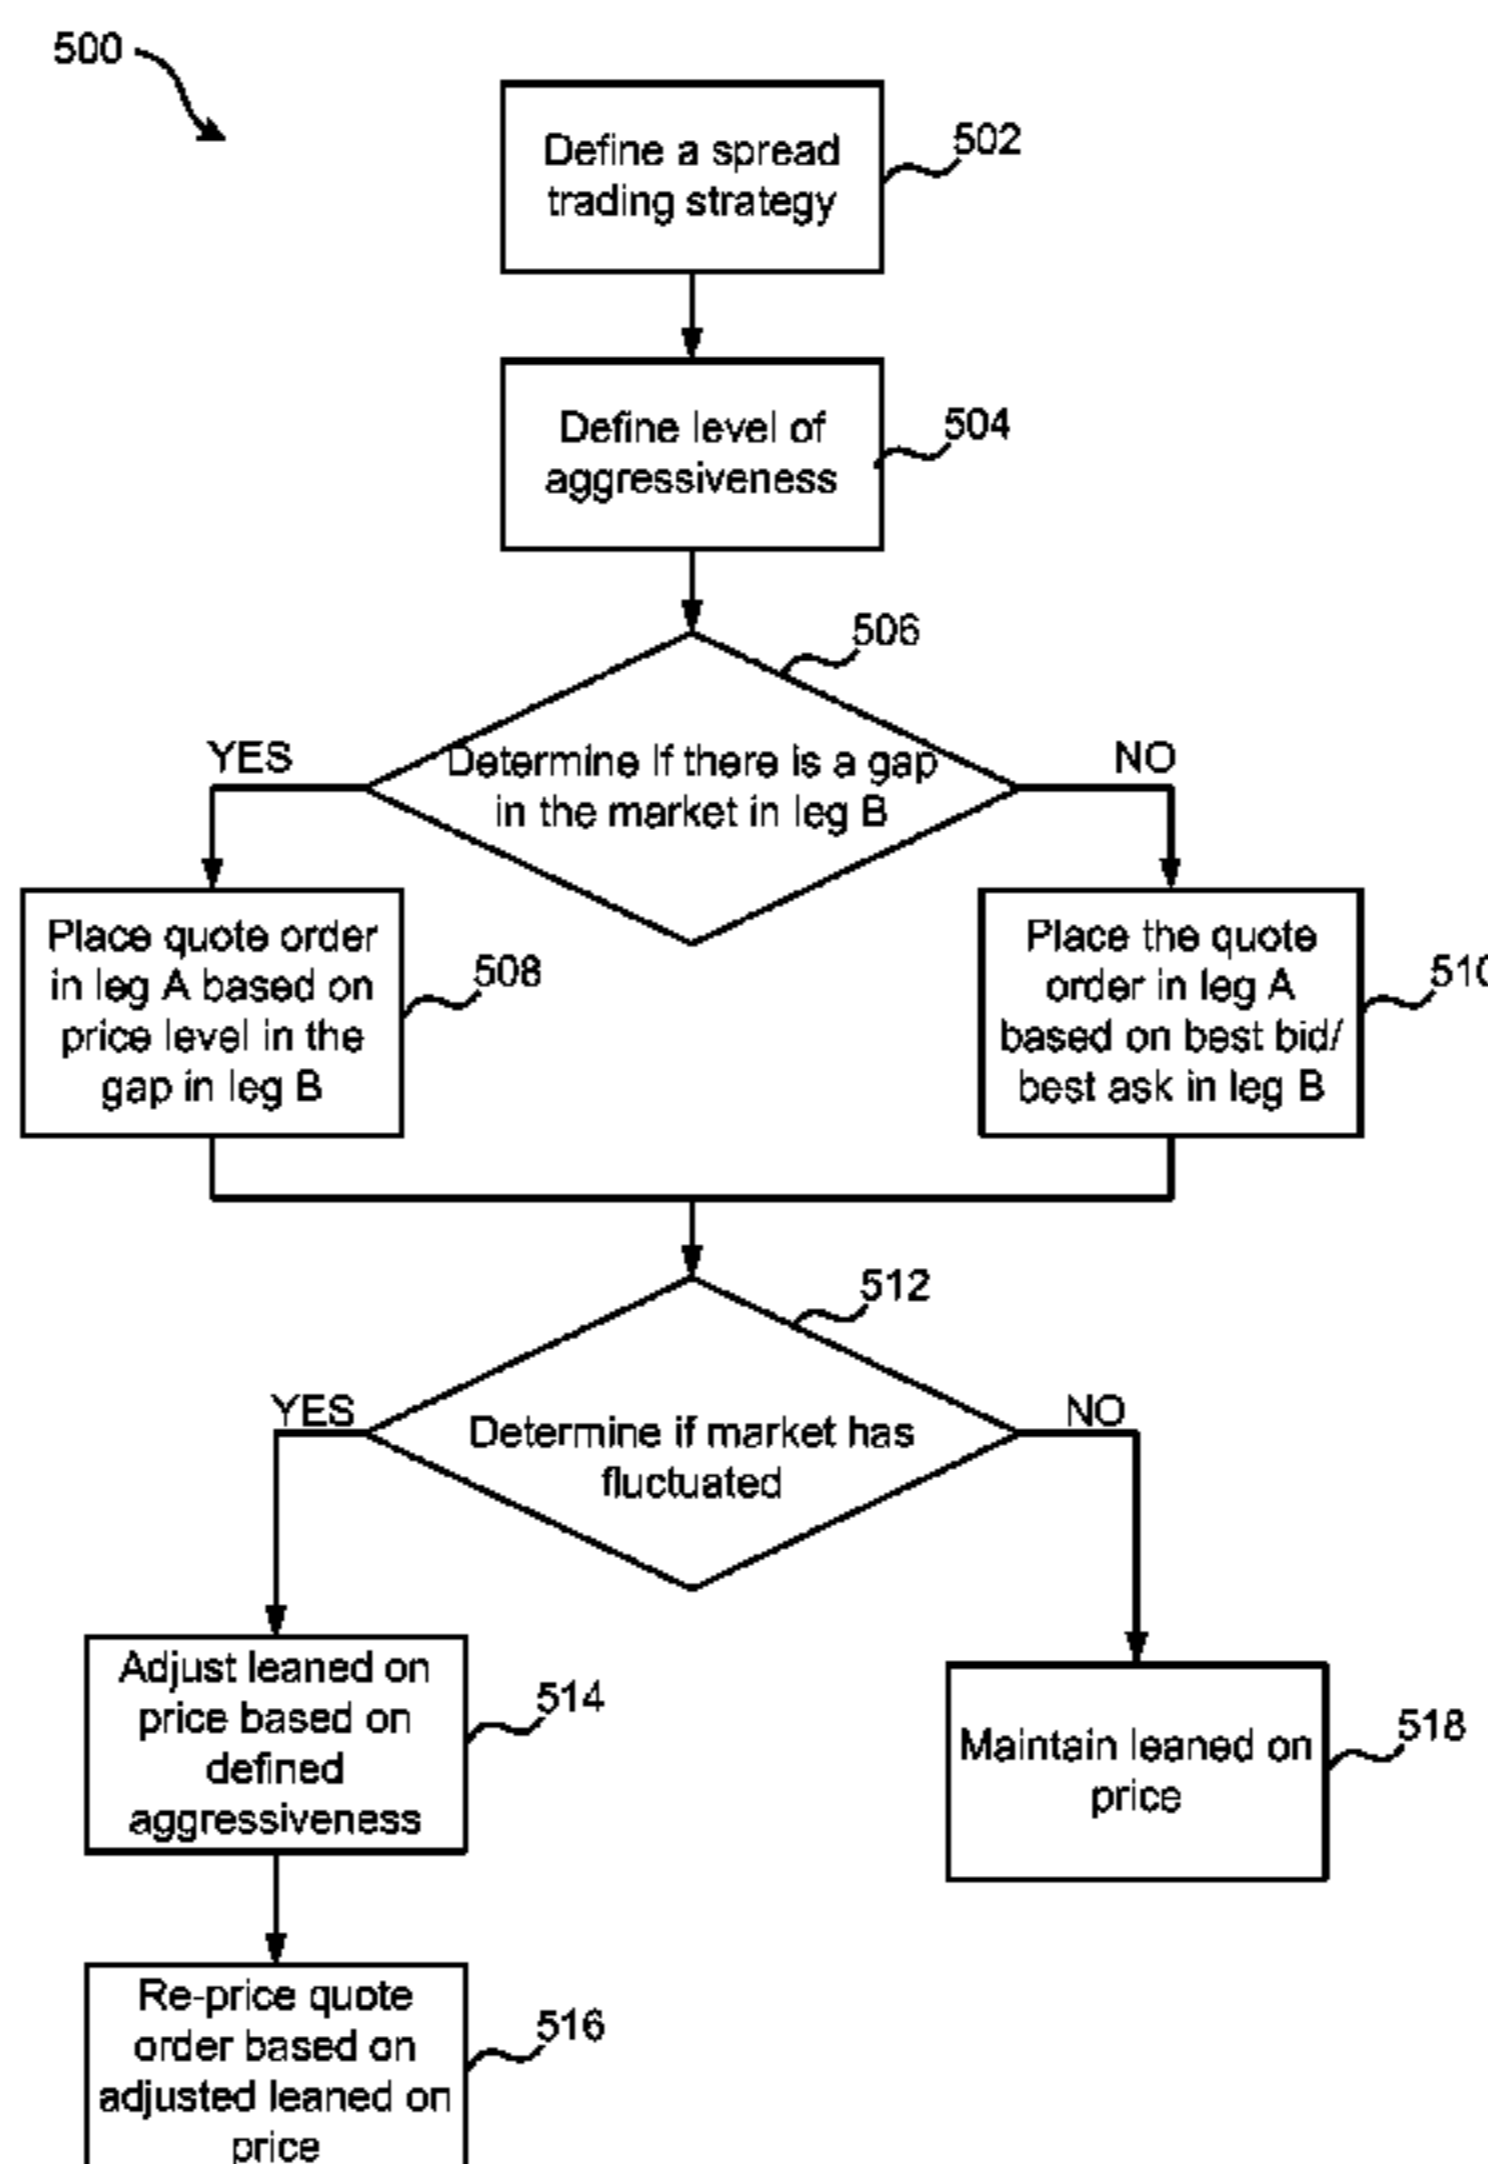 500
Define a spread
trading strategy
502
Define level of
aggressiveness
504
506
YES
NO
Determine if there is a gap
in the market in leg B
Place quote order
in leg A based on
price level in the
gap in leg B
508
Place the quote
order in leg A
based on best bid/
best ask in leg B
510
512
YES
NO
Determine if market has
fluctuated
Adjust leaned on
price based on
defined
aggressiveness
514
Maintain leaned on
price
518
Re-price quote
order based on
adjusted leaned on
price
516